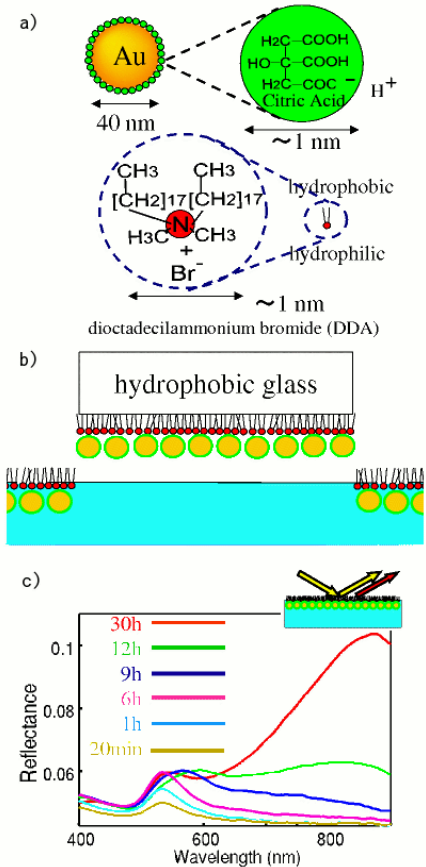 a)
Au
40 nm
H2C—COOH
HO—C—COOH
H2C—COC⁻
Citric Acid
H+
~1 nm
CH3 CH3
[CH2]17[CH2]17
N
H3C CH3
+
Br-
hydrophobic
hydrophilic
~1 nm
dioctadecilammonium bromide (DDA)
b)
hydrophobic glass
c)
30h
12h
9h
6h
1h
20min
0.1
0.08
0.06
Reflectance
400 600 800
Wavelength (nm)